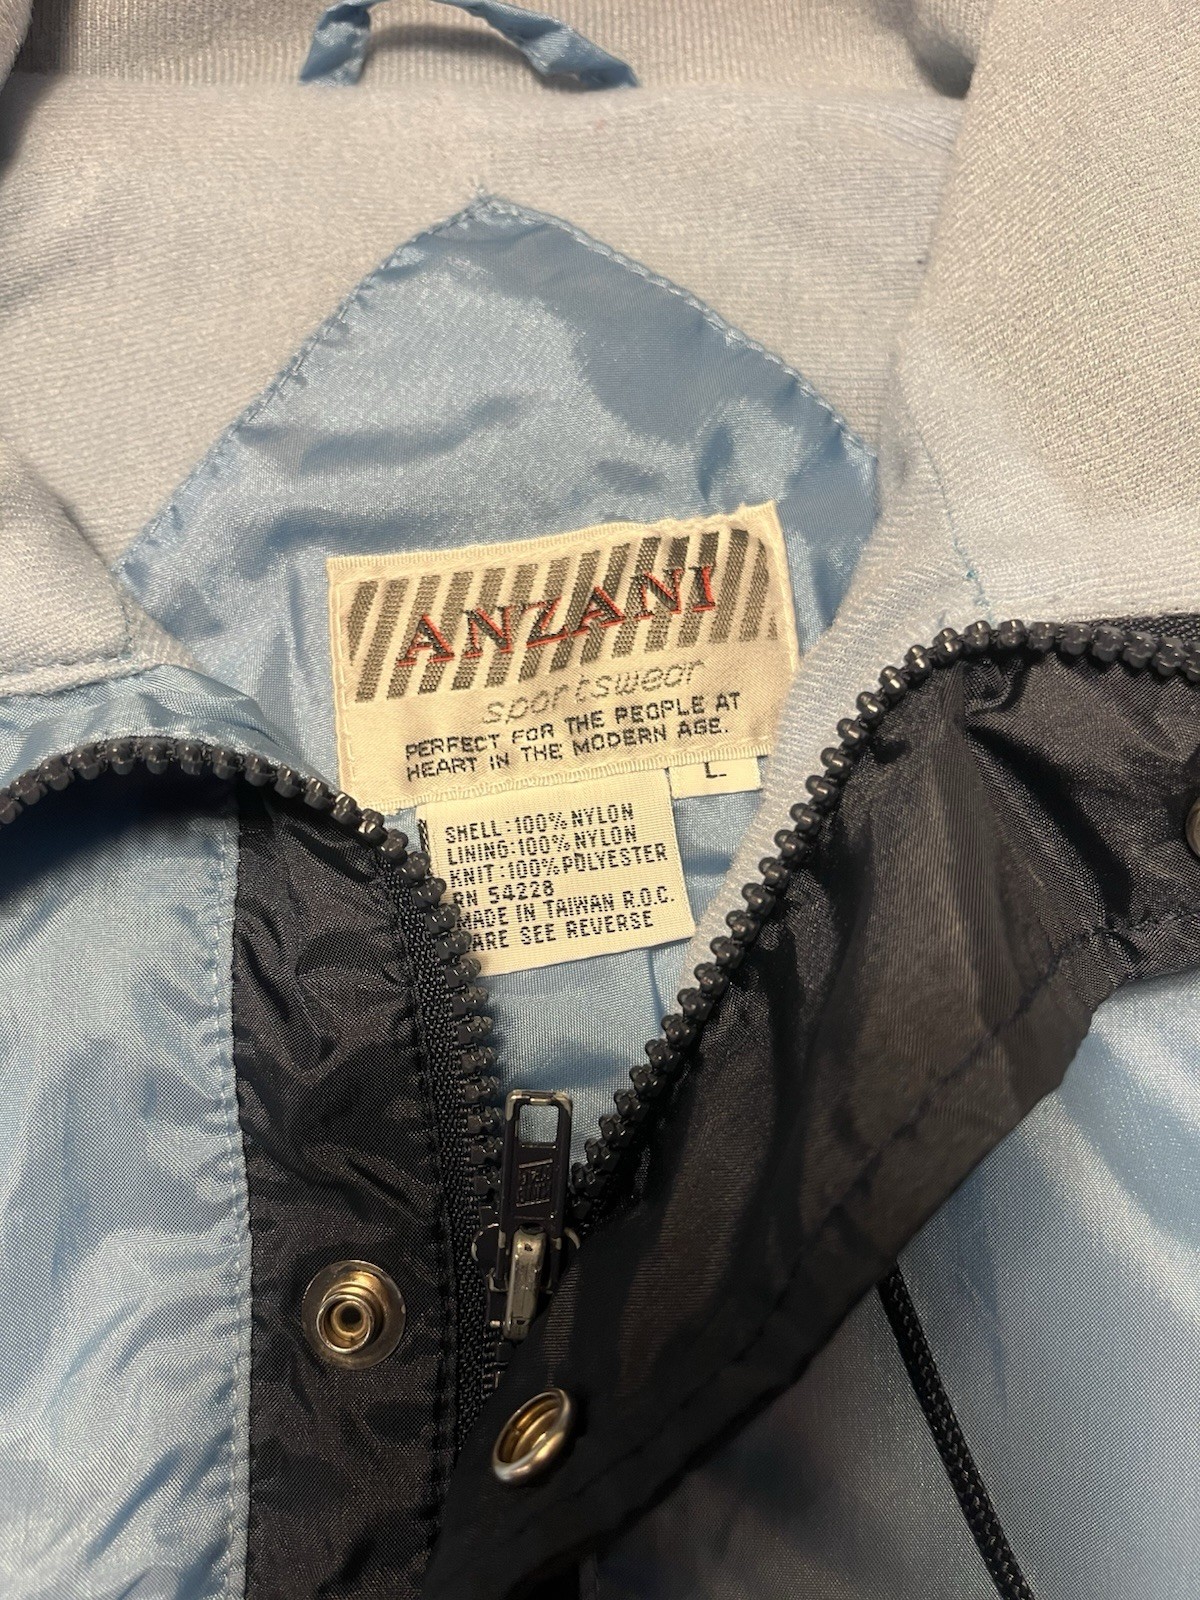 ANZANI
sportswear
PERFECT FOR THE PEOPLE AT
HEART IN THE MODERN AGE.
L
SHELL:100% NYLON
LINING:100% NYLON
KNIT:100% POLYESTER
RN 54228
MADE IN TAIWAN R.O.C.
ARE SEE REVERSE